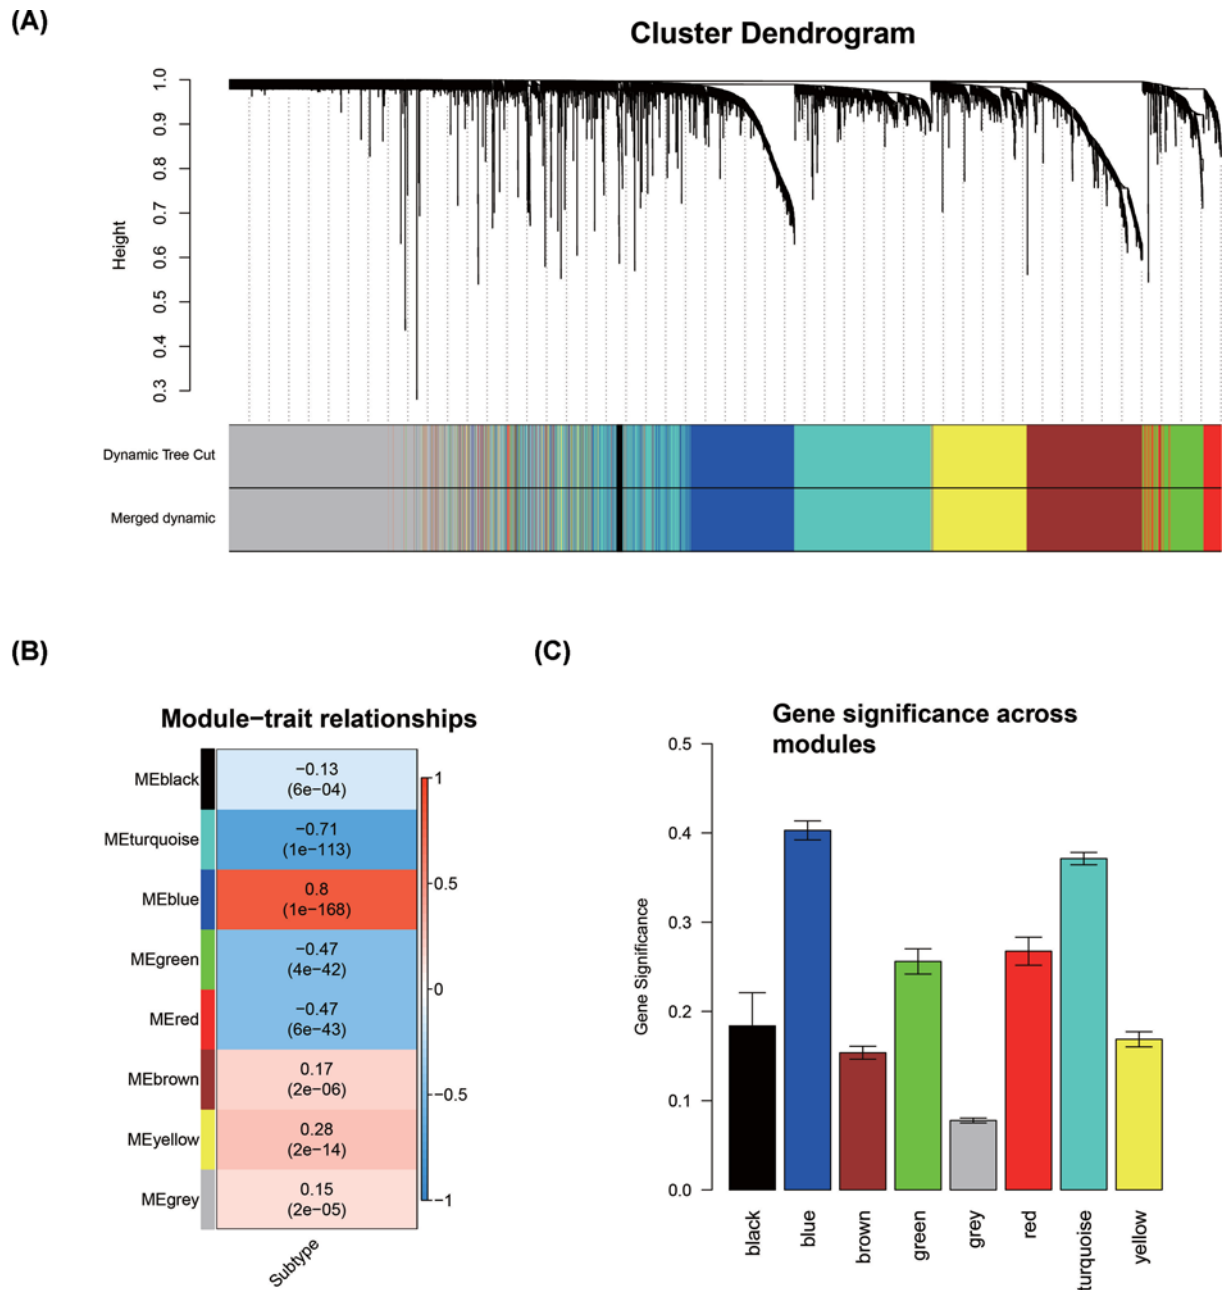 (A)
Cluster Dendrogram
Height
1.0
0.9
0.8
0.7
0.6
0.5
0.4
0.3
Dynamic Tree Cut
Merged dynamic
(B)
Module−trait relationships
MEblack
−0.13
(6e−04)
MEturquoise
−0.71
(1e−113)
MEblue
0.8
(1e−168)
MEgreen
−0.47
(4e−42)
MEred
−0.47
(6e−43)
MEbrown
0.17
(2e−06)
MEyellow
0.28
(2e−14)
MEgrey
0.15
(2e−05)
Subtype
1
0.5
0
−0.5
−1
(C)
Gene significance across
modules
Gene Significance
0.5
0.4
0.3
0.2
0.1
0.0
black
blue
brown
green
grey
red
turquoise
yellow